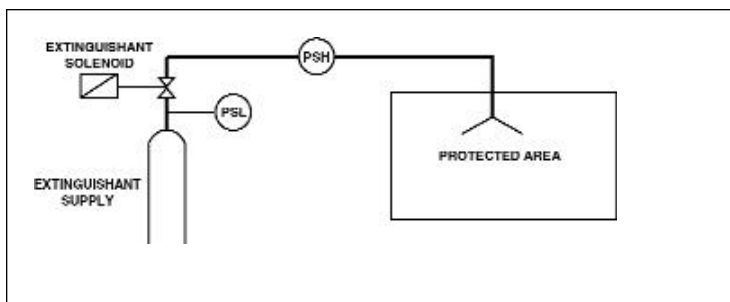 EXTINGUISHANT
SOLENOID
PSH
PSL
PROTECTED AREA
EXTINGUISHANT
SUPPLY